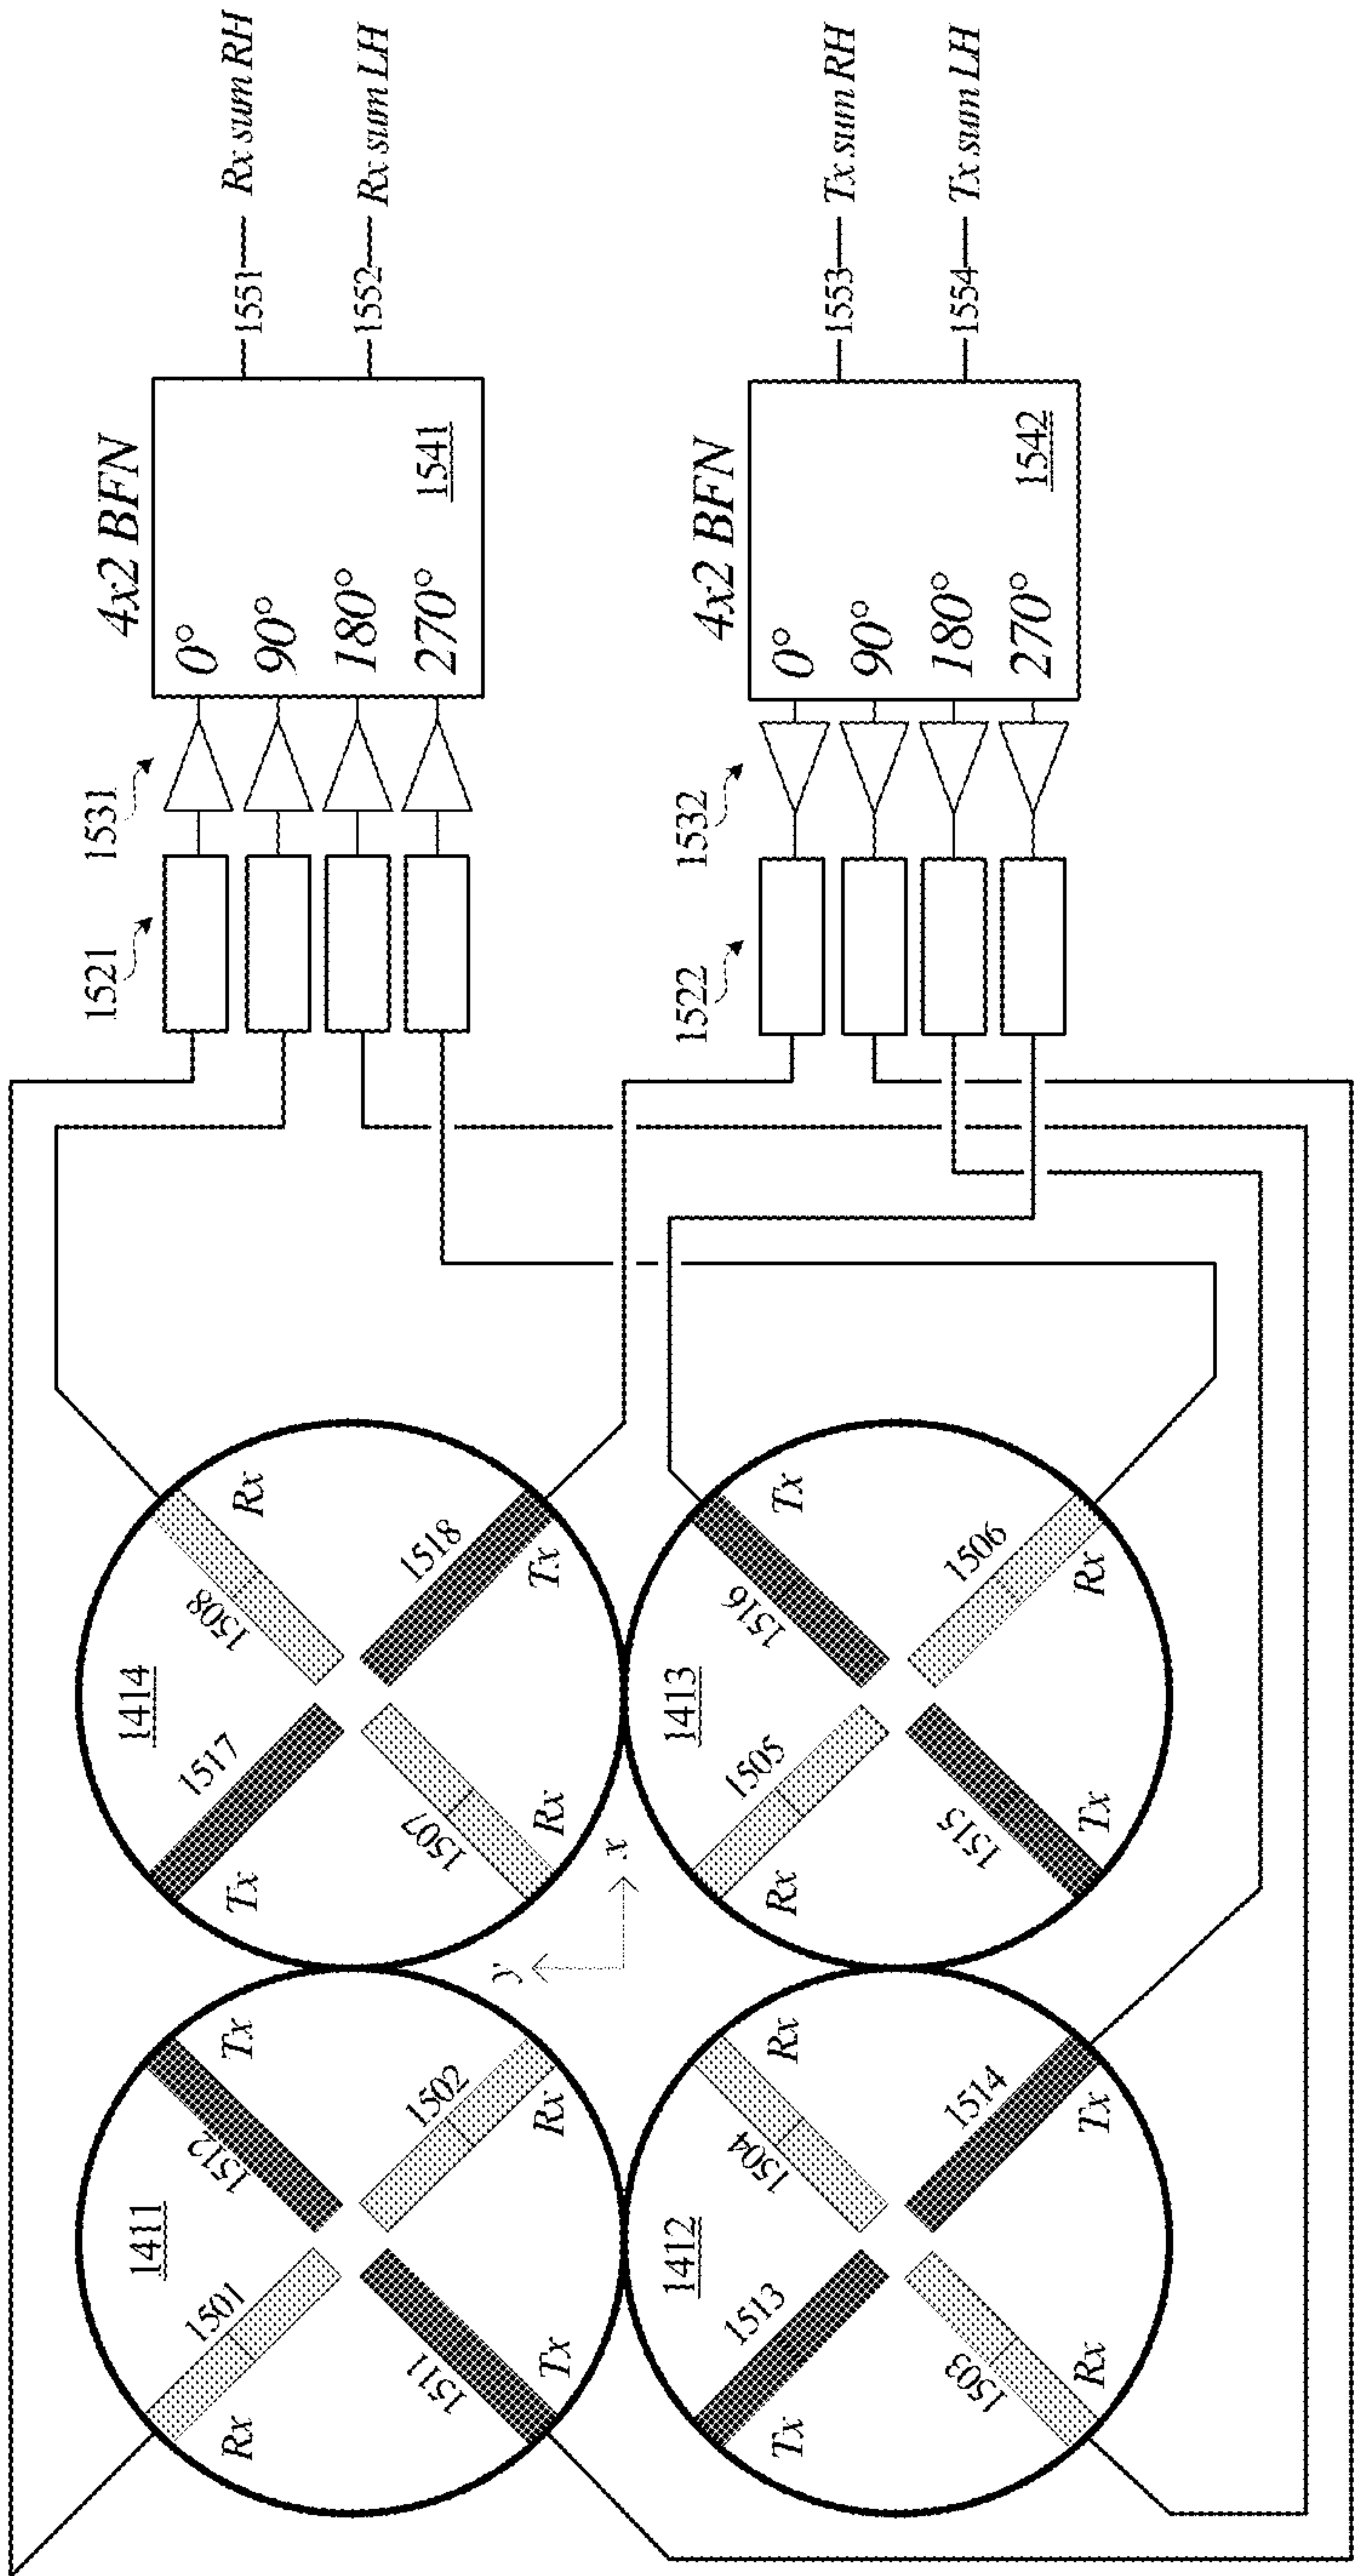 Rx sum RH
Rx sum LH
Tx sum RH
Tx sum LH
1551
1552
1553
1554
4x2 BFN
0°
90°
180°
270°
1541
4x2 BFN
0°
90°
180°
270°
1542
1531
1532
1521
1522
1414
Rx
1508
1518
Tx
1517
Tx
1507
Rx
1413
Tx
1516
1506
Rx
1505
Rx
1515
Tx
y
x
1411
Tx
1512
1502
Rx
1501
Rx
1511
Tx
1412
Rx
1504
1514
Tx
1513
Tx
1503
Rx